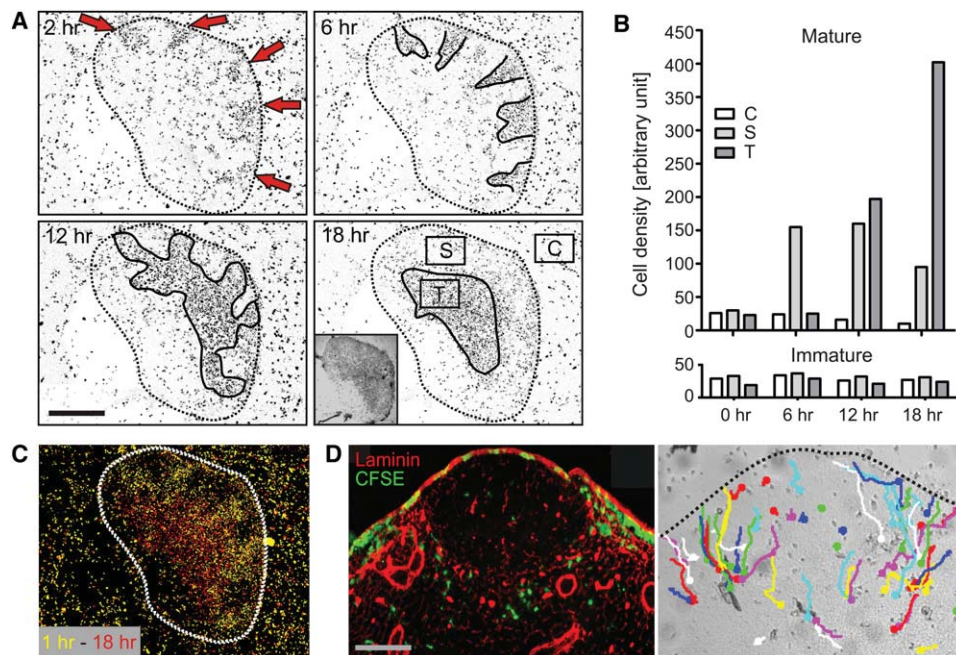 A
2 hr
6 hr
12 hr
18 hr
S
C
T
B
Mature
Cell density [arbitrary unit]
450
400
350
300
250
200
150
100
50
0
C
S
T
Immature
50
0
0 hr
6 hr
12 hr
18 hr
C
1 hr - 18 hr
D
Laminin
CFSE